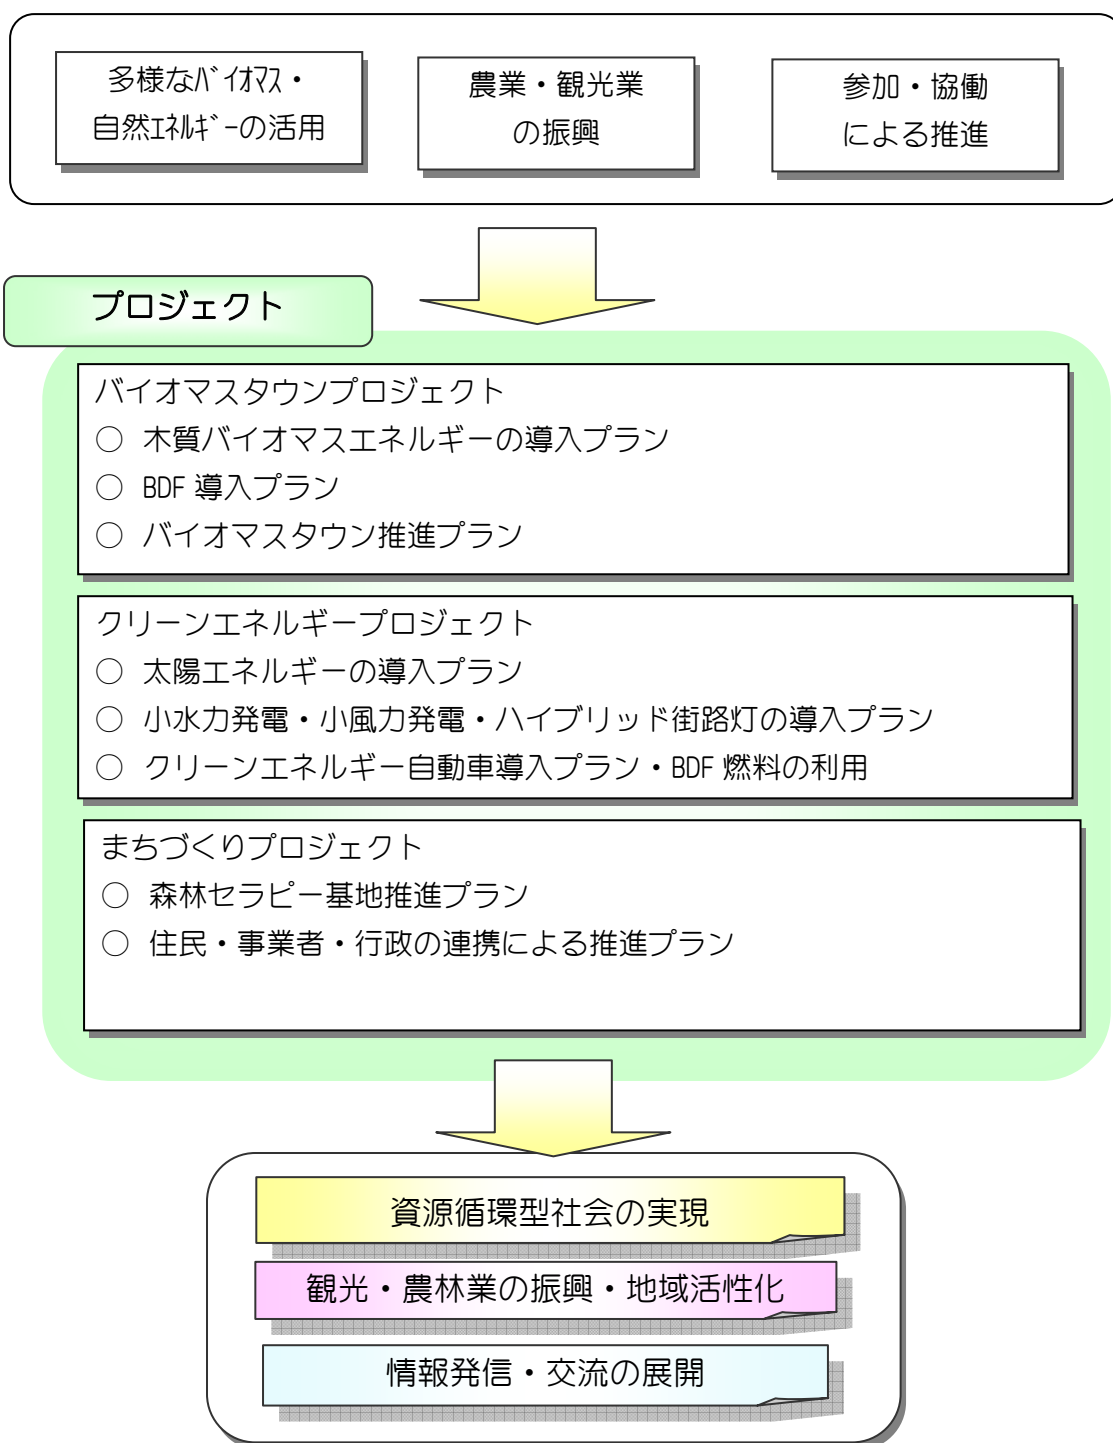 多様なﾊﾞｲｵﾏｽ・
自然ｴﾈﾙｷﾞｰの活用
農業・観光業
の振興
参加・協働
による推進
プロジェクト
バイオマスタウンプロジェクト
○ 木質バイオマスエネルギーの導入プラン
○ BDF 導入プラン
○ バイオマスタウン推進プラン
クリーンエネルギープロジェクト
○ 太陽エネルギーの導入プラン
○ 小水力発電・小風力発電・ハイブリッド街路灯の導入プラン
○ クリーンエネルギー自動車導入プラン・BDF 燃料の利用
まちづくりプロジェクト
○ 森林セラピー基地推進プラン
○ 住民・事業者・行政の連携による推進プラン
資源循環型社会の実現
観光・農林業の振興・地域活性化
情報発信・交流の展開